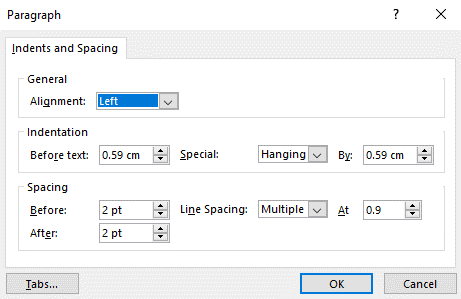 Paragraph ? ×
Indents and Spacing
General
Alignment: Left
Indentation
Before text: 0.59 cm Special: Hanging By: 0.59 cm
Spacing
Before: 2 pt Line Spacing: Multiple At 0.9
After: 2 pt
Tabs... OK Cancel